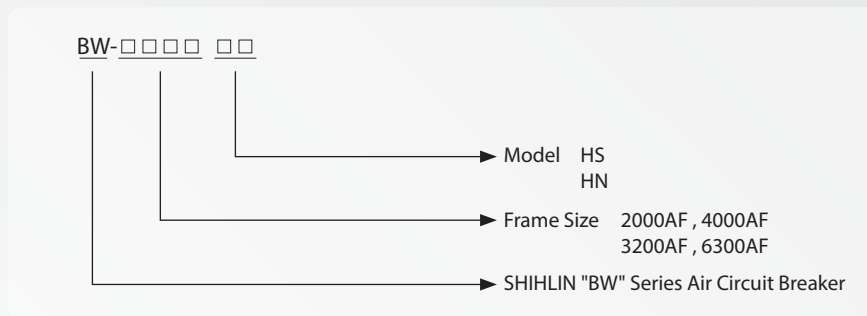 BW-□□□□ □□
Model HS
HN
Frame Size 2000AF , 4000AF
3200AF , 6300AF
SHIHLIN "BW" Series Air Circuit Breaker